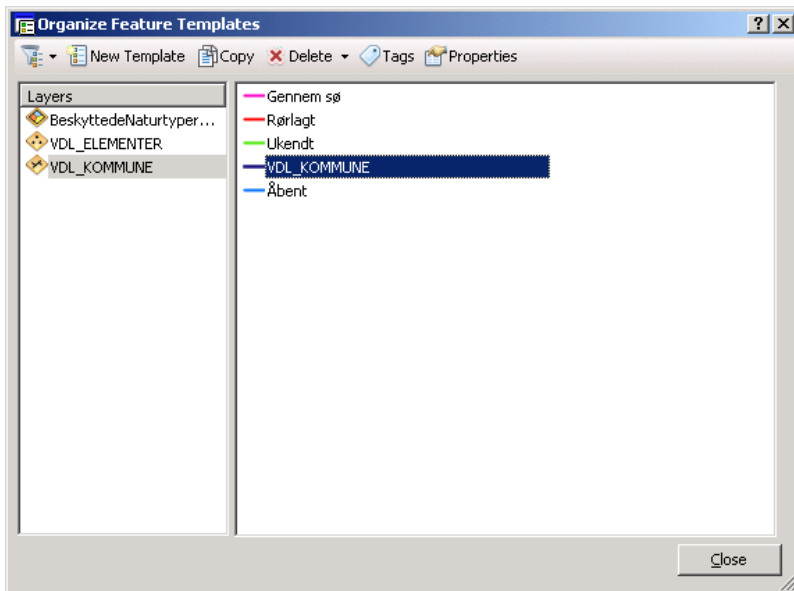 Organize Feature Templates
New Template Copy Delete Tags Properties
Layers
BeskyttedeNaturtyper...
VDL_ELEMENTER
VDL_KOMMUNE
Gennem sø
Rørlagt
Ukendt
VDL_KOMMUNE
Åbent
Close